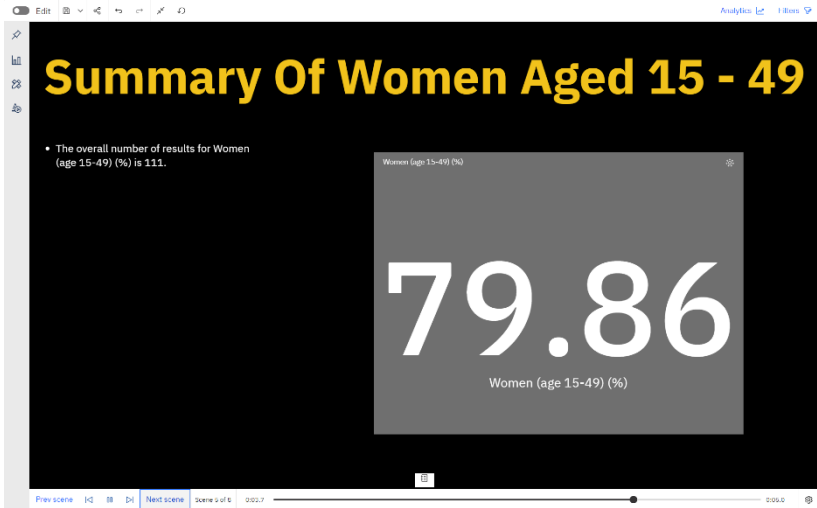 Edit
Analytics
Filters
Summary Of Women Aged 15 - 49
• The overall number of results for Women
(age 15-49) (%) is 111.
Women (age 15-49) (%)
79.86
Women (age 15-49) (%)
Prev scene
Next scene
Scene 5 of 6
0:03.7
0:05.0